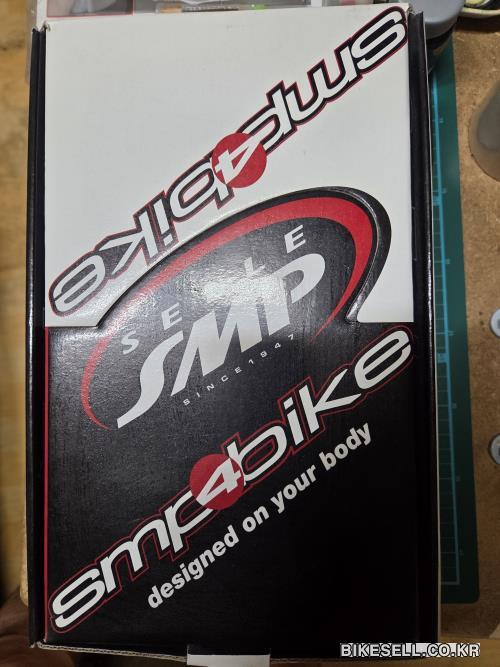 smp4bike
SELLE
SMP
SINCE 1947
smp4bike
designed on your body
BIKESELL.CO.KR